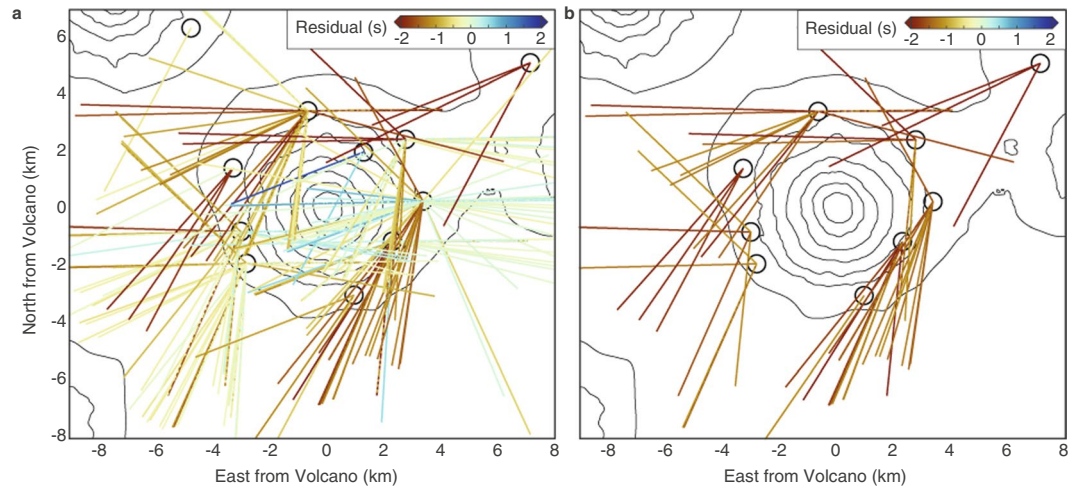 a
Residual (s)
-2 -1 0 1 2
6
4
2
0
-2
-4
-6
-8
North from Volcano (km)
-8 -6 -4 -2 0 2 4 6 8
East from Volcano (km)
b
Residual (s)
-2 -1 0 1 2
-8 -6 -4 -2 0 2 4 6 8
East from Volcano (km)